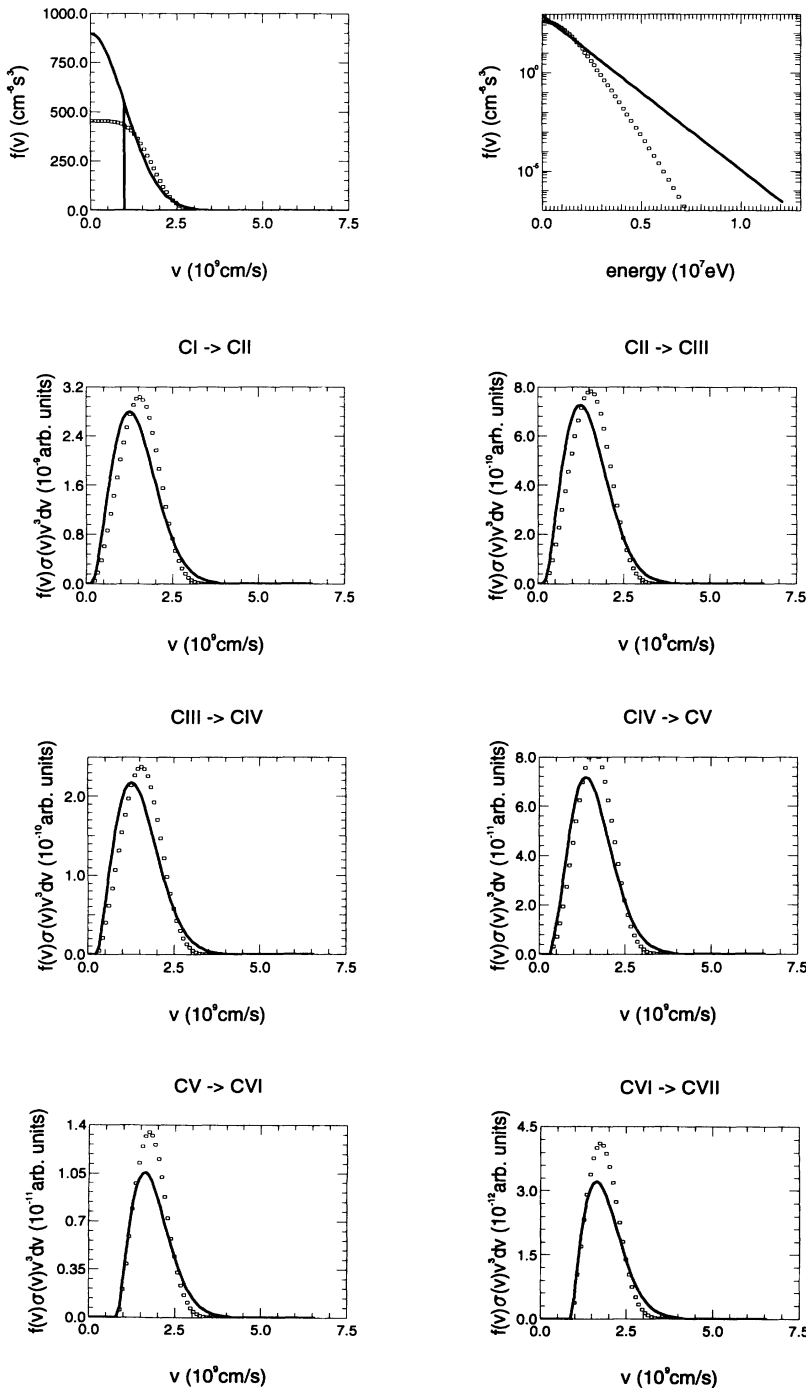 1000.0
750.0
500.0
250.0
0.0
f(v) (cm⁻⁶s³)
0.0 2.5 5.0 7.5
v (10⁹cm/s)
10⁰
10⁻⁵
f(v) (cm⁻⁶s³)
0.0 0.5 1.0
energy (10⁷eV)
CI -> CII
3.2
2.4
1.6
0.8
0.0
f(v)σ(v)v³dv (10⁻⁹arb. units)
0.0 2.5 5.0 7.5
v (10⁹cm/s)
CII -> CIII
8.0
6.0
4.0
2.0
0.0
f(v)σ(v)v³dv (10⁻¹⁰arb. units)
0.0 2.5 5.0 7.5
v (10⁹cm/s)
CIII -> CIV
2.0
1.0
0.0
f(v)σ(v)v³dv (10⁻¹⁰arb. units)
0.0 2.5 5.0 7.5
v (10⁹cm/s)
CIV -> CV
8.0
6.0
4.0
2.0
0.0
f(v)σ(v)v³dv (10⁻¹¹arb. units)
0.0 2.5 5.0 7.5
v (10⁹cm/s)
CV -> CVI
1.4
1.05
0.7
0.35
0.0
f(v)σ(v)v³dv (10⁻¹¹arb. units)
0.0 2.5 5.0 7.5
v (10⁹cm/s)
CVI -> CVII
4.5
3.0
1.5
0.0
f(v)σ(v)v³dv (10⁻¹²arb. units)
0.0 2.5 5.0 7.5
v (10⁹cm/s)